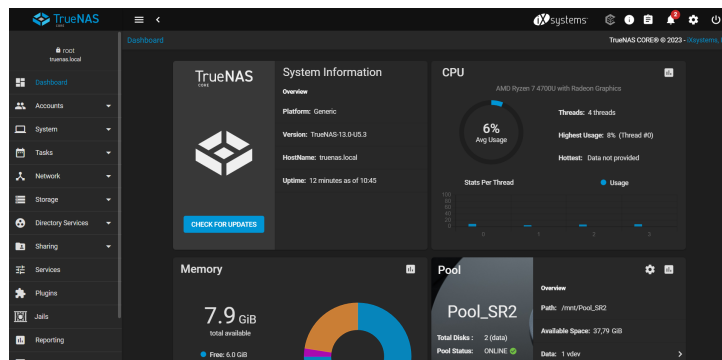 TrueNAS
CORE
iXsystems
2
root
truenas.local
Dashboard
TrueNAS CORE® © 2023 - iXsystems,
Dashboard
Accounts
System
Tasks
Network
Storage
Directory Services
Sharing
Services
Plugins
Jails
Reporting
TrueNAS
CORE
CHECK FOR UPDATES
System Information
Overview
Platform: Generic
Version: TrueNAS-13.0-U5.3
HostName: truenas.local
Uptime: 12 minutes as of 10:45
CPU
AMD Ryzen 7 4700U with Radeon Graphics
6%
Avg Usage
Threads: 4 threads
Highest Usage: 8% (Thread #0)
Hottest: Data not provided
Stats Per Thread
Usage
100
80
60
40
20
0
0 1 2 3
Memory
7.9 GiB
total available
Free: 6.0 GiB
Pool
Pool_SR2
Total Disks : 2 (data)
Pool Status: ONLINE
Overview
Path: /mnt/Pool_SR2
Available Space: 37,79 GiB
Data: 1 vdev